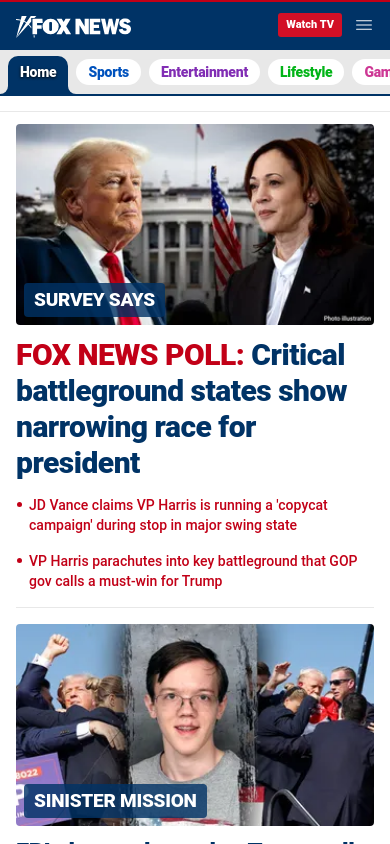 FOX NEWS
Watch TV
Home
Sports
Entertainment
Lifestyle
Gam
SURVEY SAYS
Photo illustration
FOX NEWS POLL: Critical
battleground states show
narrowing race for
president
JD Vance claims VP Harris is running a 'copycat
campaign' during stop in major swing state
VP Harris parachutes into key battleground that GOP
gov calls a must-win for Trump
SINISTER MISSION